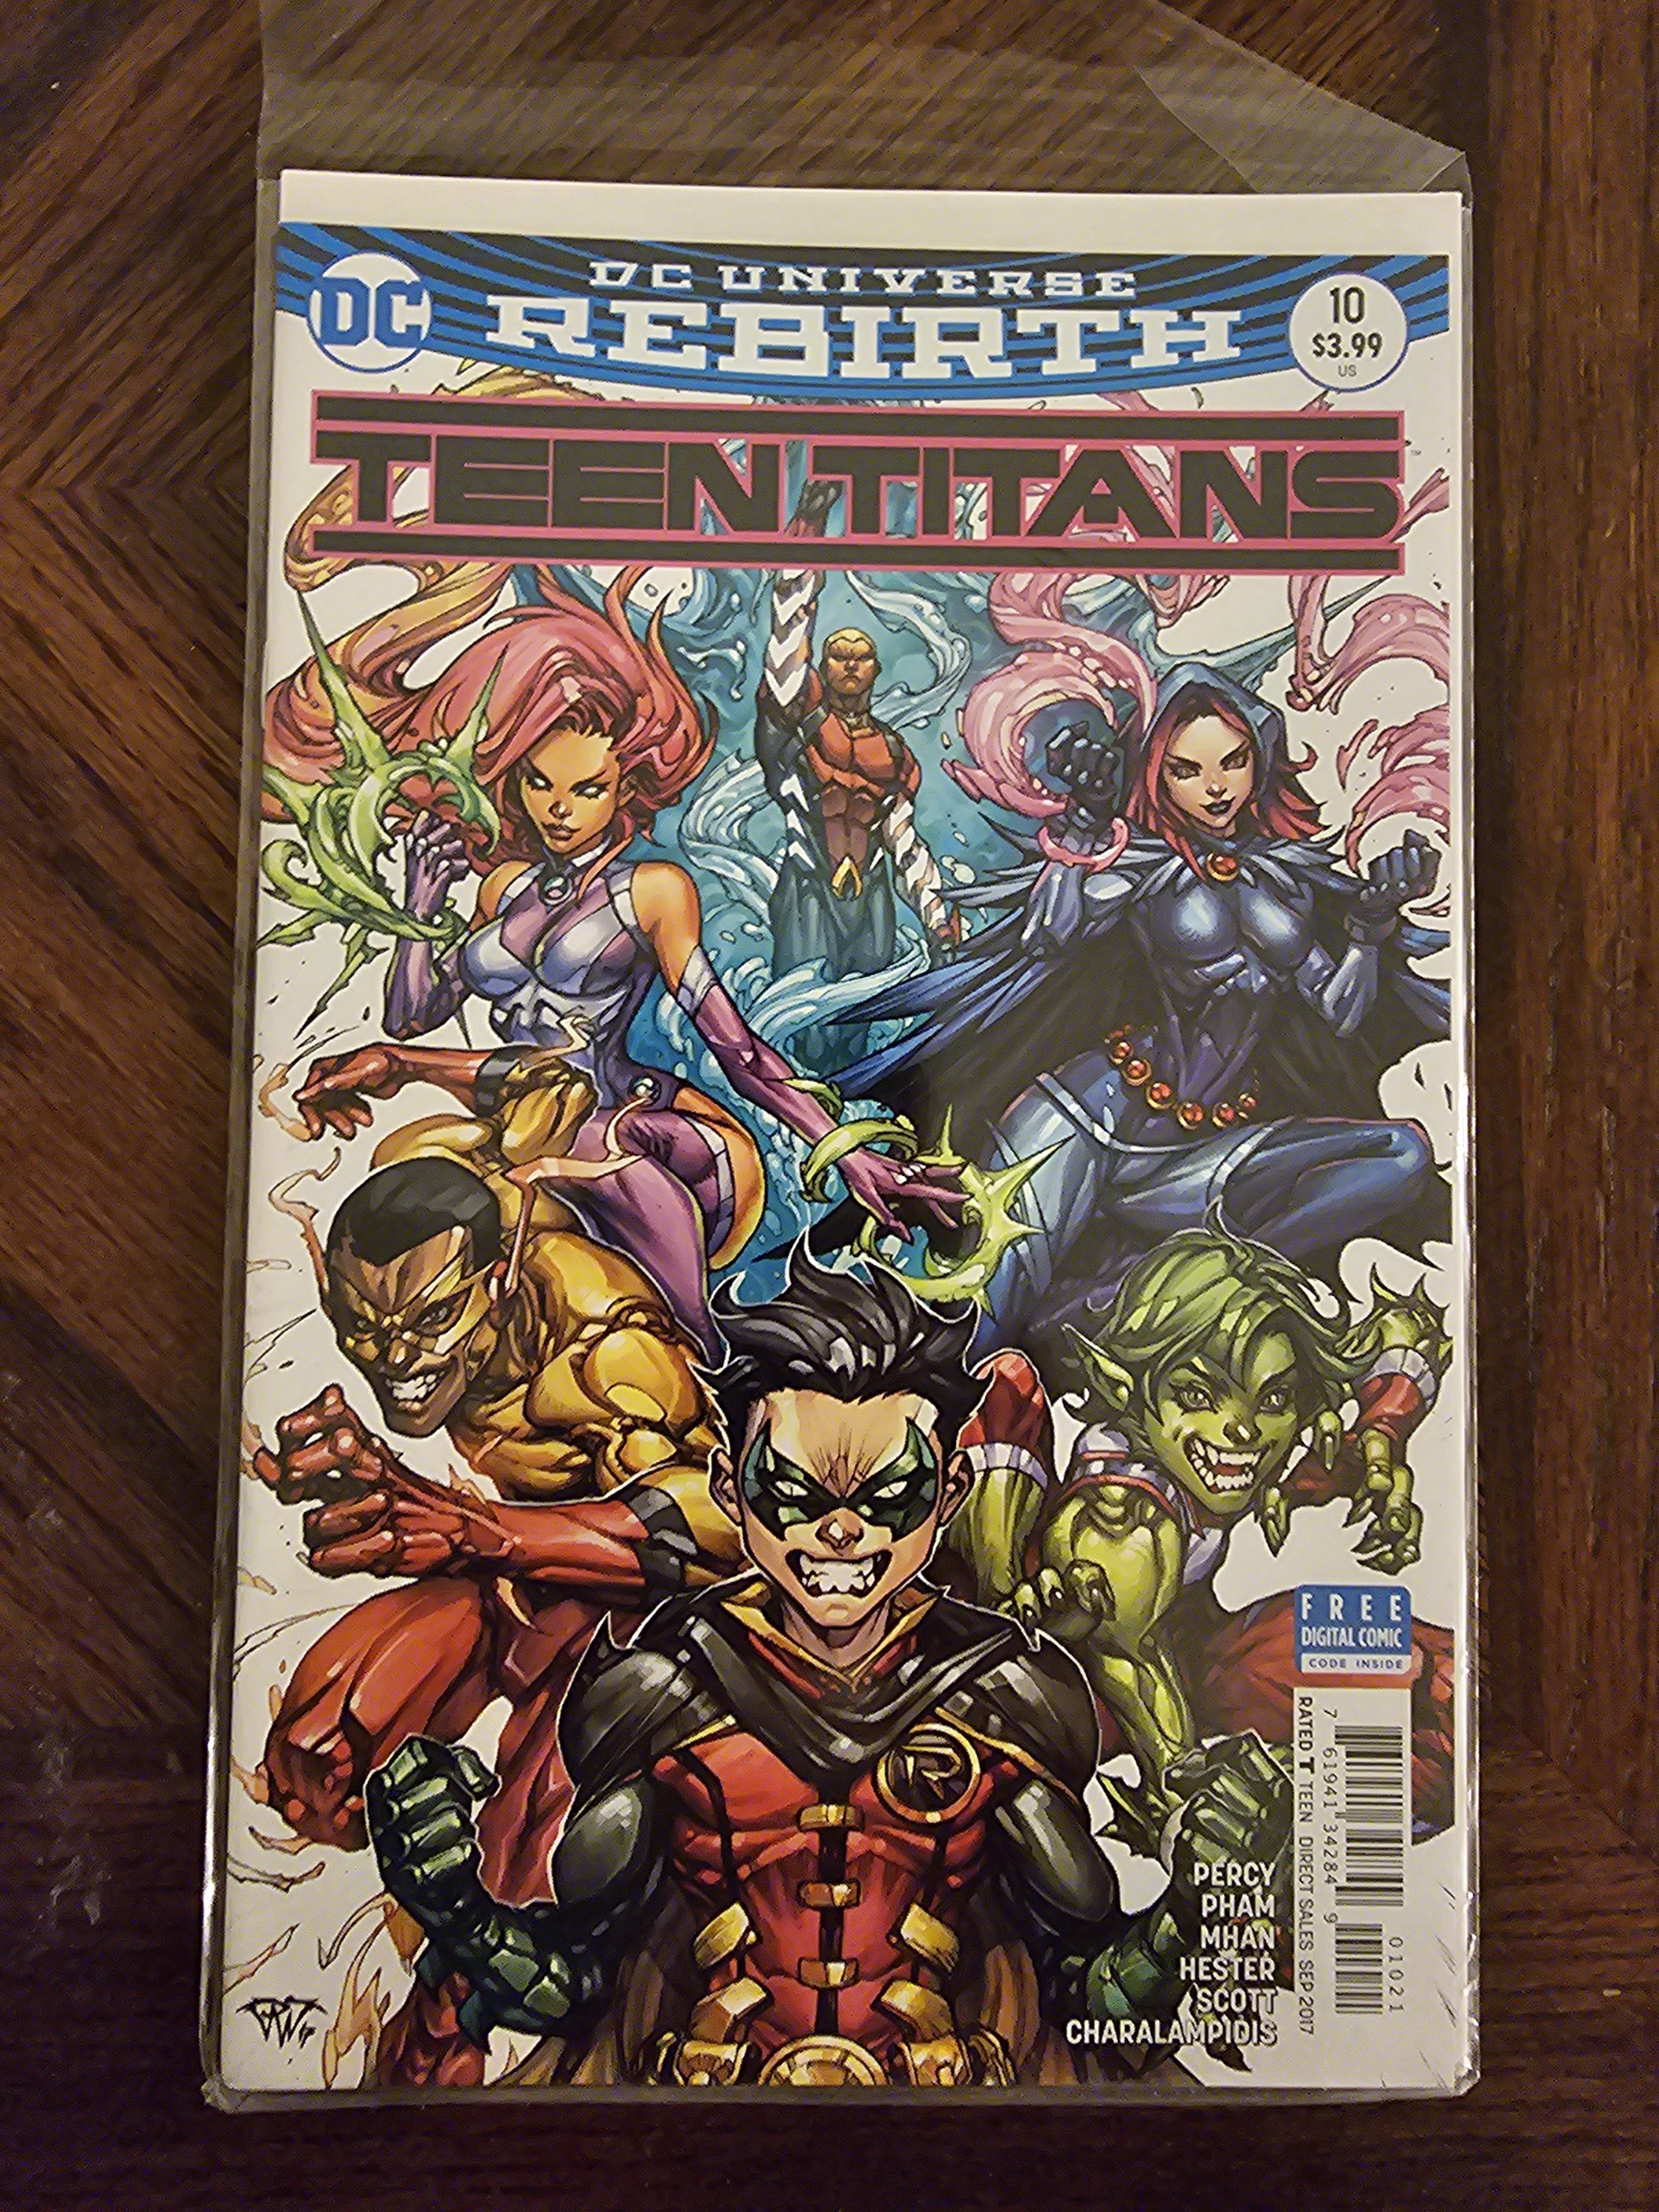 DC
DC UNIVERSE
REBIRTH
10
$3.99
US
TEEN TITANS
FREE
DIGITAL COMIC
CODE INSIDE
R
RATED T TEEN DIRECT SALES SEP 2017
7 61941 34284 9
01021
PERCY
PHAM
MHAN
HESTER
SCOTT
CHARALAMPIDIS